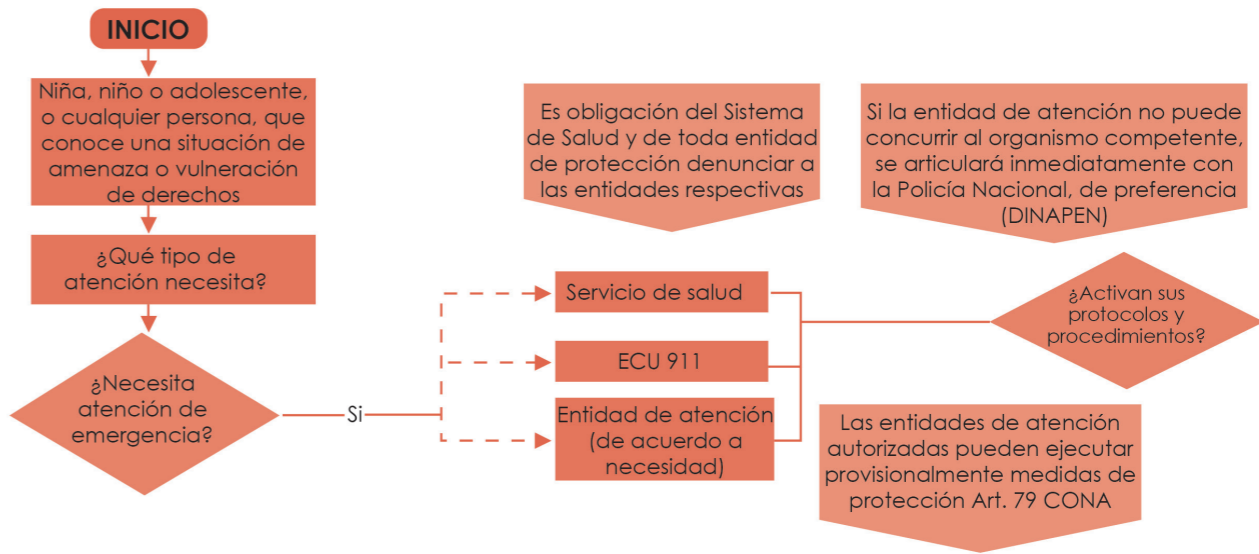 INICIO
Niña, niño o adolescente,
o cualquier persona, que
conoce una situación de
amenaza o vulneración
de derechos
¿Qué tipo de
atención necesita?
¿Necesita
atención de
emergencia?
Si
Es obligación del Sistema
de Salud y de toda entidad
de protección denunciar a
las entidades respectivas
Si la entidad de atención no puede
concurrir al organismo competente,
se articulará inmediatamente con
la Policía Nacional, de preferencia
(DINAPEN)
Servicio de salud
ECU 911
Entidad de atención
(de acuerdo a
necesidad)
¿Activan sus
protocolos y
procedimientos?
Las entidades de atención
autorizadas pueden ejecutar
provisionalmente medidas de
protección Art. 79 CONA